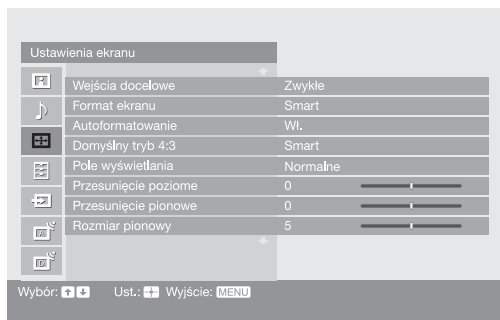 Ustawienia ekranu
Wejścia docelowe Zwykłe
Format ekranu Smart
Autoformatowanie Wł.
Domyślny tryb 4:3 Smart
Pole wyświetlania Normalne
Przesunięcie poziome 0
Przesunięcie pionowe 0
Rozmiar pionowy 5
Wybór: Ust.: Wyjście: MENU